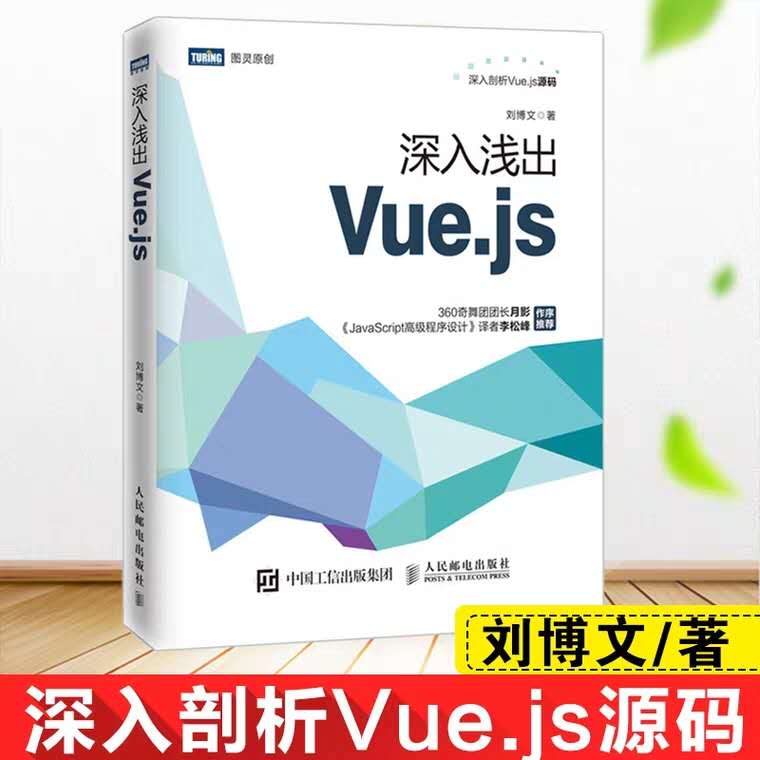 TURING 图灵原创
深入剖析Vue.js源码
刘博文◎著
深入浅出
Vue.js
360奇舞团团长月影
《JavaScript高级程序设计》译者李松峰
作序
推荐
中国工信出版集团
人民邮电出版社
POSTS & TELECOM PRESS
TURING
深入浅出
Vue.js
刘博文◎著
人民邮电出版社
刘博文/著
深入剖析Vue.js源码